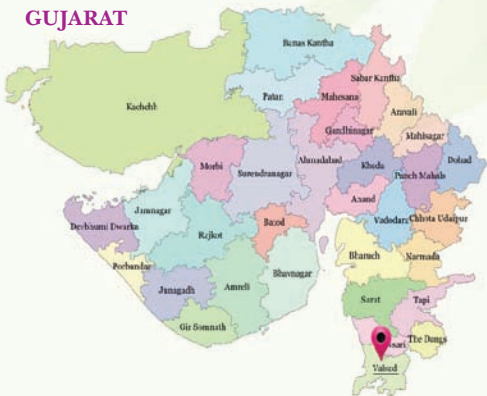 GUJARAT
Banas Kantha
Kachchh
Patan
Mahesana
Sabar Kantha
Aravali
Gandhinagar
Mahisagar
Morbi
Surendranagar
Ahmadabad
Kheda
Panch Mahals
Dohad
Jamnagar
Devbhumi Dwarka
Rajkot
Botod
Anand
Vadodara
Chhota Udaipur
Porbandar
Junagadh
Amreli
Bhavnagar
Bharuch
Narmada
Gir Somnath
Surat
Tapi
The Dangs
Valsad